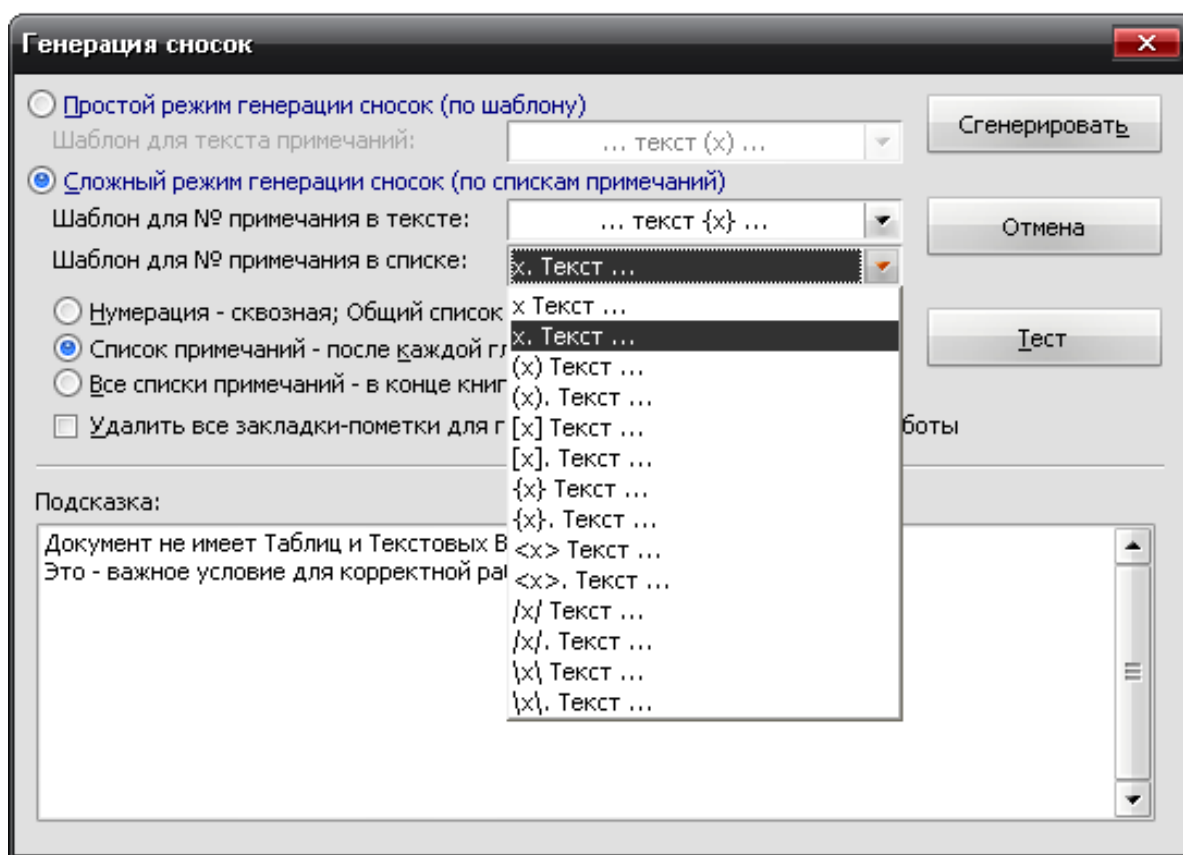 Генерация сносок
Простой режим генерации сносок (по шаблону)
Шаблон для текста примечаний:
... текст (x) ...
Сгенерировать
Сложный режим генерации сносок (по спискам примечаний)
Шаблон для № примечания в тексте:
... текст {x} ...
Отмена
Шаблон для № примечания в списке:
x. Текст ...
Нумерация - сквозная; Общий список
Список примечаний - после каждой
Тест
Все списки примечаний - в конце
Удалить все закладки-пометки для
x Текст ...
x. Текст ...
(x) Текст ...
(x). Текст ...
[x] Текст ...
[x]. Текст ...
{x} Текст ...
{x}. Текст ...
<x> Текст ...
<x>. Текст ...
/x/ Текст ...
/x/. Текст ...
\x\ Текст ...
\x\. Текст ...
Подсказка:
Документ не имеет Таблиц и Текстовых
Это - важное условие для корректной